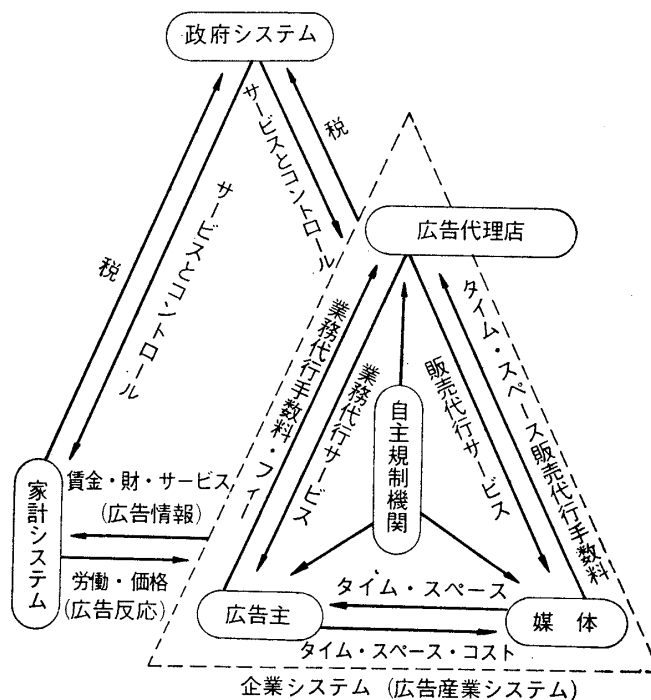 政府システム
税
サービスとコントロール
サービスとコントロール
税
広告代理店
業務代行手数料・フィー
業務代行サービス
自主規制機関
販売代行サービス
タイム・スペース販売代行手数料
家計システム
賃金・財・サービス
(広告情報)
労働・価格
(広告反応)
広告主
タイム・スペース
タイム・スペース・コスト
媒体
企業システム (広告産業システム)